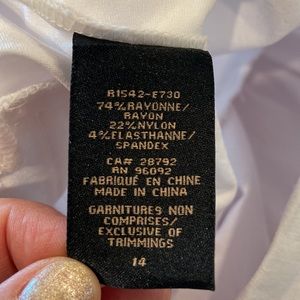 R1542-E730
74%RAYONNE/
RAYON
22%NYLON
4%ELASTHANNE/
SPANDEX
CA# 28792
RN 96092
FABRIQUÉ EN CHINE
MADE IN CHINA
GARNITURES NON
COMPRISES/
EXCLUSIVE OF
TRIMMINGS
14